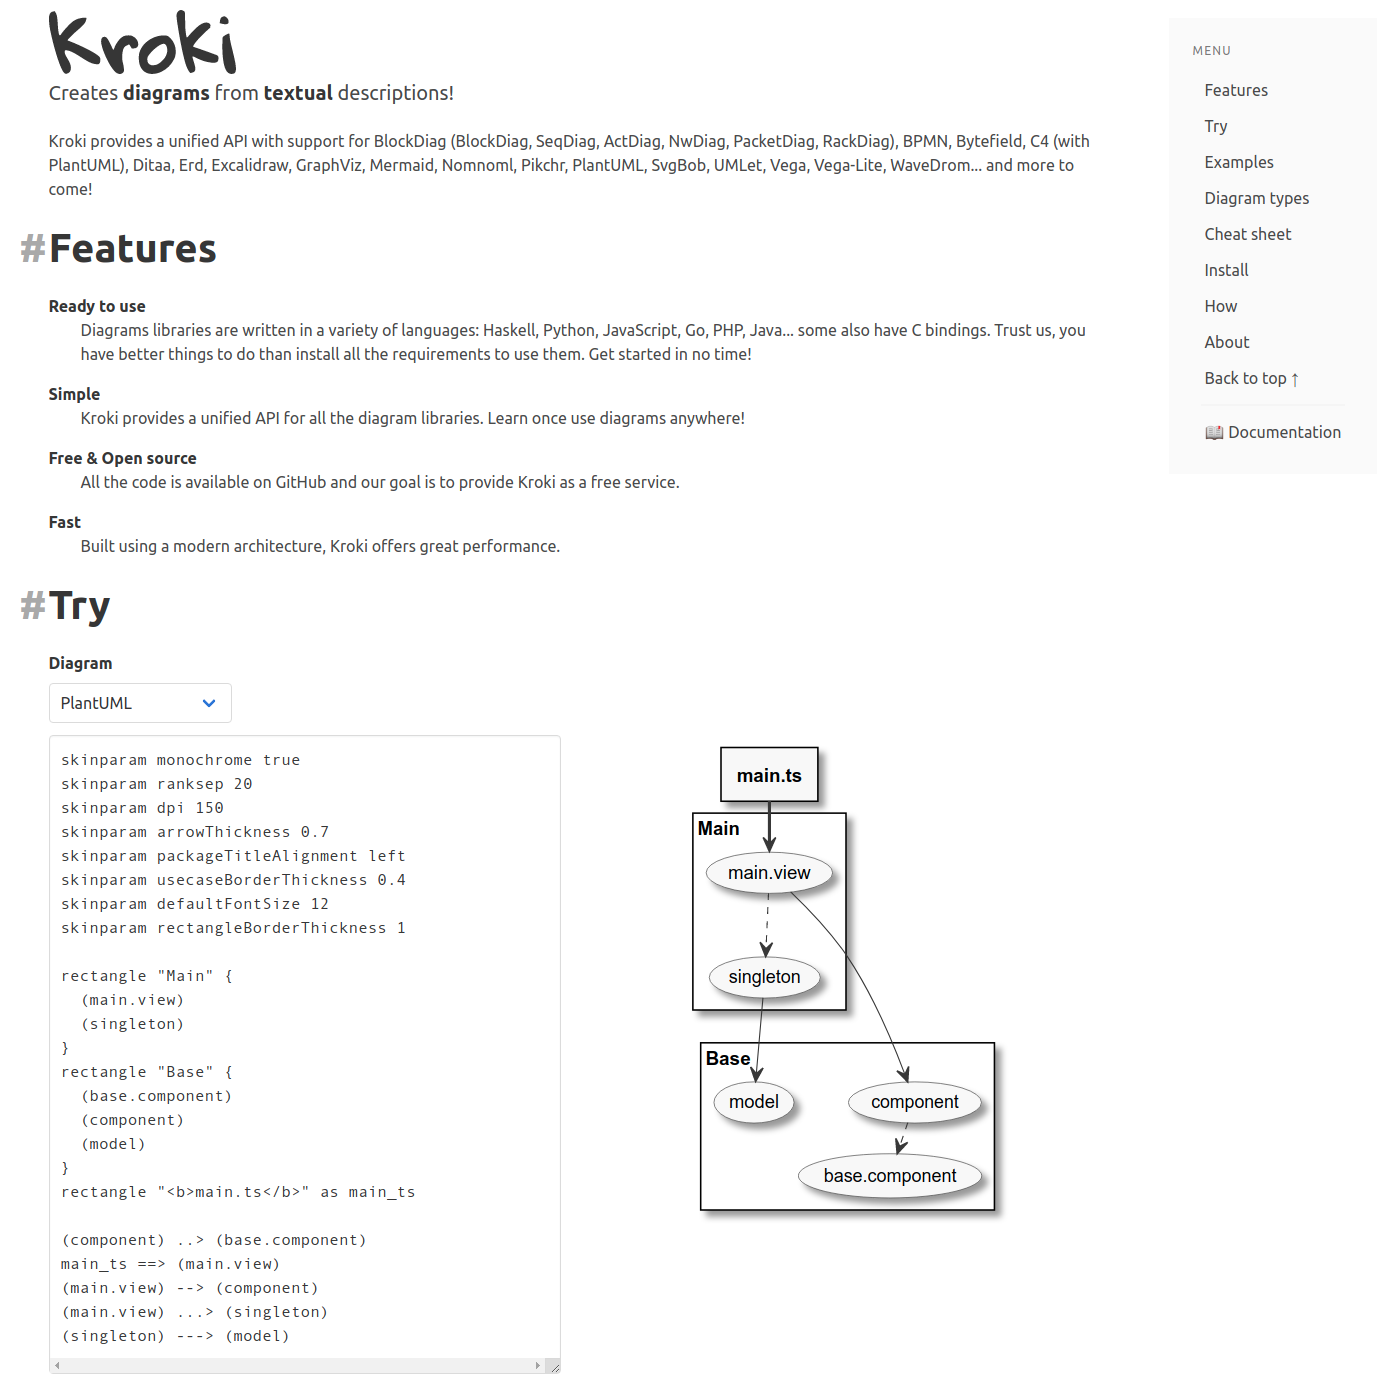 Kroki
Creates diagrams from textual descriptions!
Kroki provides a unified API with support for BlockDiag (BlockDiag, SeqDiag, ActDiag, NwDiag, PacketDiag, RackDiag), BPMN, Bytefield, C4 (with
PlantUML), Ditaa, Erd, Excalidraw, GraphViz, Mermaid, Nomnoml, Pikchr, PlantUML, SvgBob, UMLet, Vega, Vega-Lite, WaveDrom... and more to
come!
#Features
Ready to use
Diagrams libraries are written in a variety of languages: Haskell, Python, JavaScript, Go, PHP, Java... some also have C bindings. Trust us, you
have better things to do than install all the requirements to use them. Get started in no time!
Simple
Kroki provides a unified API for all the diagram libraries. Learn once use diagrams anywhere!
Free & Open source
All the code is available on GitHub and our goal is to provide Kroki as a free service.
Fast
Built using a modern architecture, Kroki offers great performance.
#Try
Diagram
PlantUML
skinparam monochrome true
skinparam ranksep 20
skinparam dpi 150
skinparam arrowThickness 0.7
skinparam packageTitleAlignment left
skinparam usecaseBorderThickness 0.4
skinparam defaultFontSize 12
skinparam rectangleBorderThickness 1
rectangle "Main" {
  (main.view)
  (singleton)
}
rectangle "Base" {
  (base.component)
  (component)
  (model)
}
rectangle "<b>main.ts</b>" as main_ts
(component) ..> (base.component)
main_ts ==> (main.view)
(main.view) --> (component)
(main.view) ...> (singleton)
(singleton) ---> (model)
main.ts
Main
main.view
singleton
Base
model
component
base.component
MENU
Features
Try
Examples
Diagram types
Cheat sheet
Install
How
About
Back to top ↑
📖 Documentation